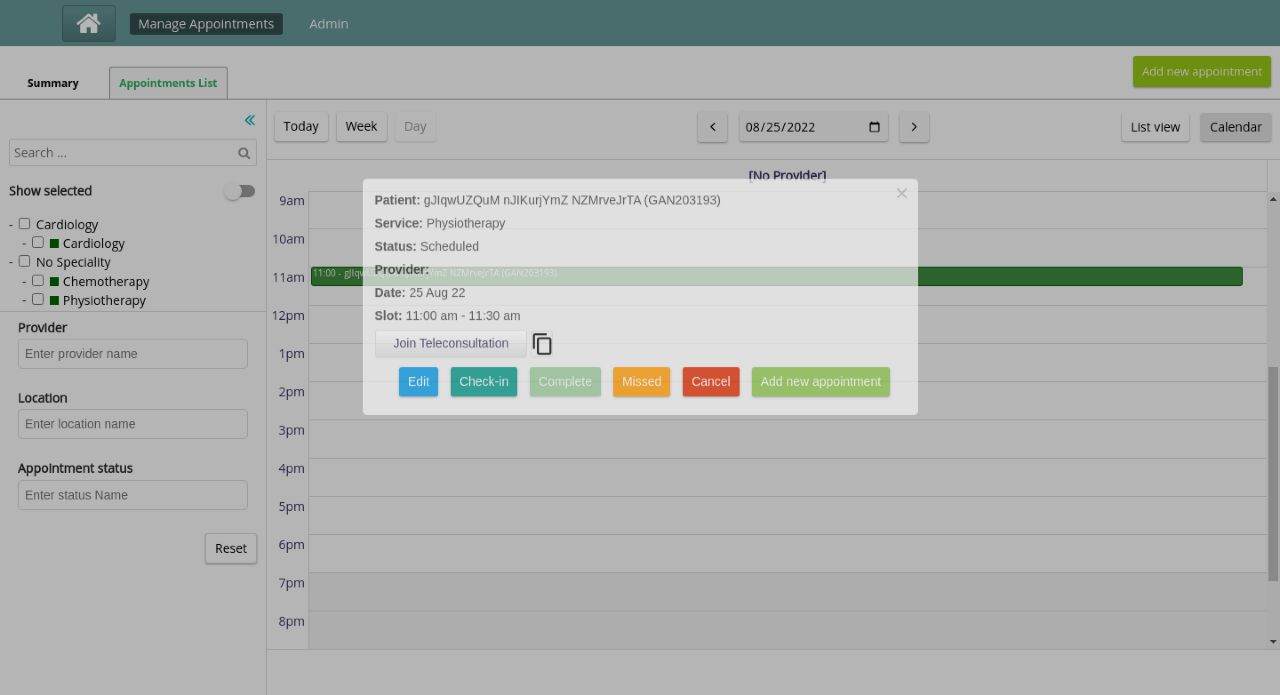 Manage Appointments Admin
Summary Appointments List Add new appointment
Today Week Day 08/25/2022 List view Calendar
Search ...
Show selected
- Cardiology
- Cardiology
- No Speciality
- Chemotherapy
- Physiotherapy
Provider
Enter provider name
Location
Enter location name
Appointment status
Enter status Name
Reset
[No Provider]
9am
10am
11am
12pm
1pm
2pm
3pm
4pm
5pm
6pm
7pm
8pm
Patient: gJIqwUZQuM nJIKurjYmZ NZMrveJrTA (GAN203193)
Service: Physiotherapy
Status: Scheduled
Provider:
11:00 - gJIqwUZQuM nJIKurjYmZ NZMrveJrTA (GAN203193)
Date: 25 Aug 22
Slot: 11:00 am - 11:30 am
Join Teleconsultation
Edit Check-in Complete Missed Cancel Add new appointment